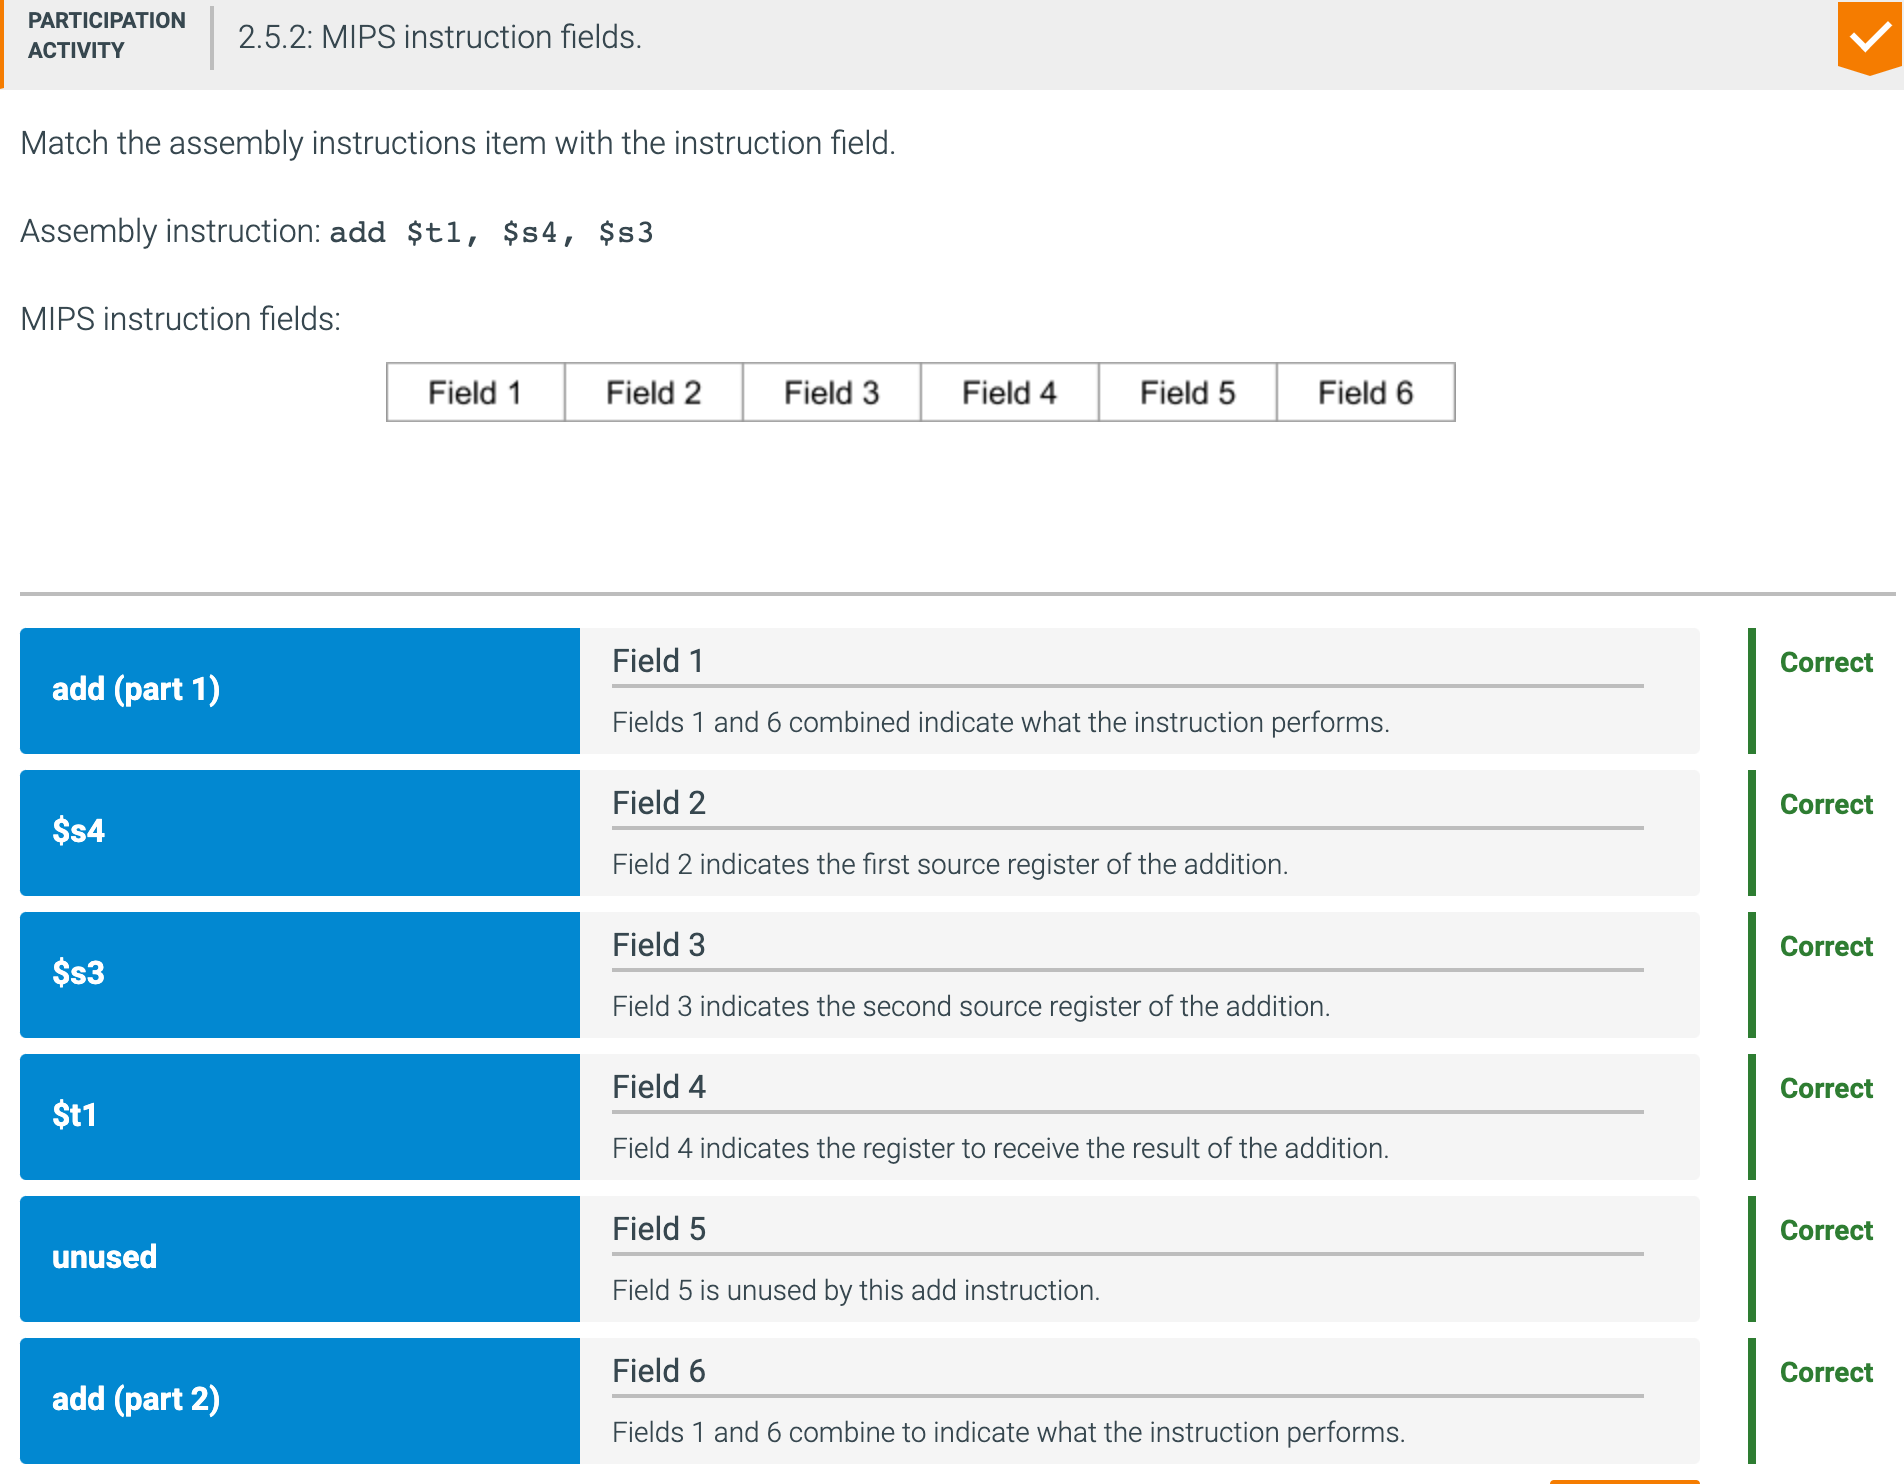 PARTICIPATION
ACTIVITY
2.5.2: MIPS instruction fields.
Match the assembly instructions item with the instruction field.
Assembly instruction: add $t1, $s4, $s3
MIPS instruction fields:
Field 1 Field 2 Field 3 Field 4 Field 5 Field 6
add (part 1)
Field 1
Fields 1 and 6 combined indicate what the instruction performs.
Correct
$s4
Field 2
Field 2 indicates the first source register of the addition.
Correct
$s3
Field 3
Field 3 indicates the second source register of the addition.
Correct
$t1
Field 4
Field 4 indicates the register to receive the result of the addition.
Correct
unused
Field 5
Field 5 is unused by this add instruction.
Correct
add (part 2)
Field 6
Fields 1 and 6 combine to indicate what the instruction performs.
Correct